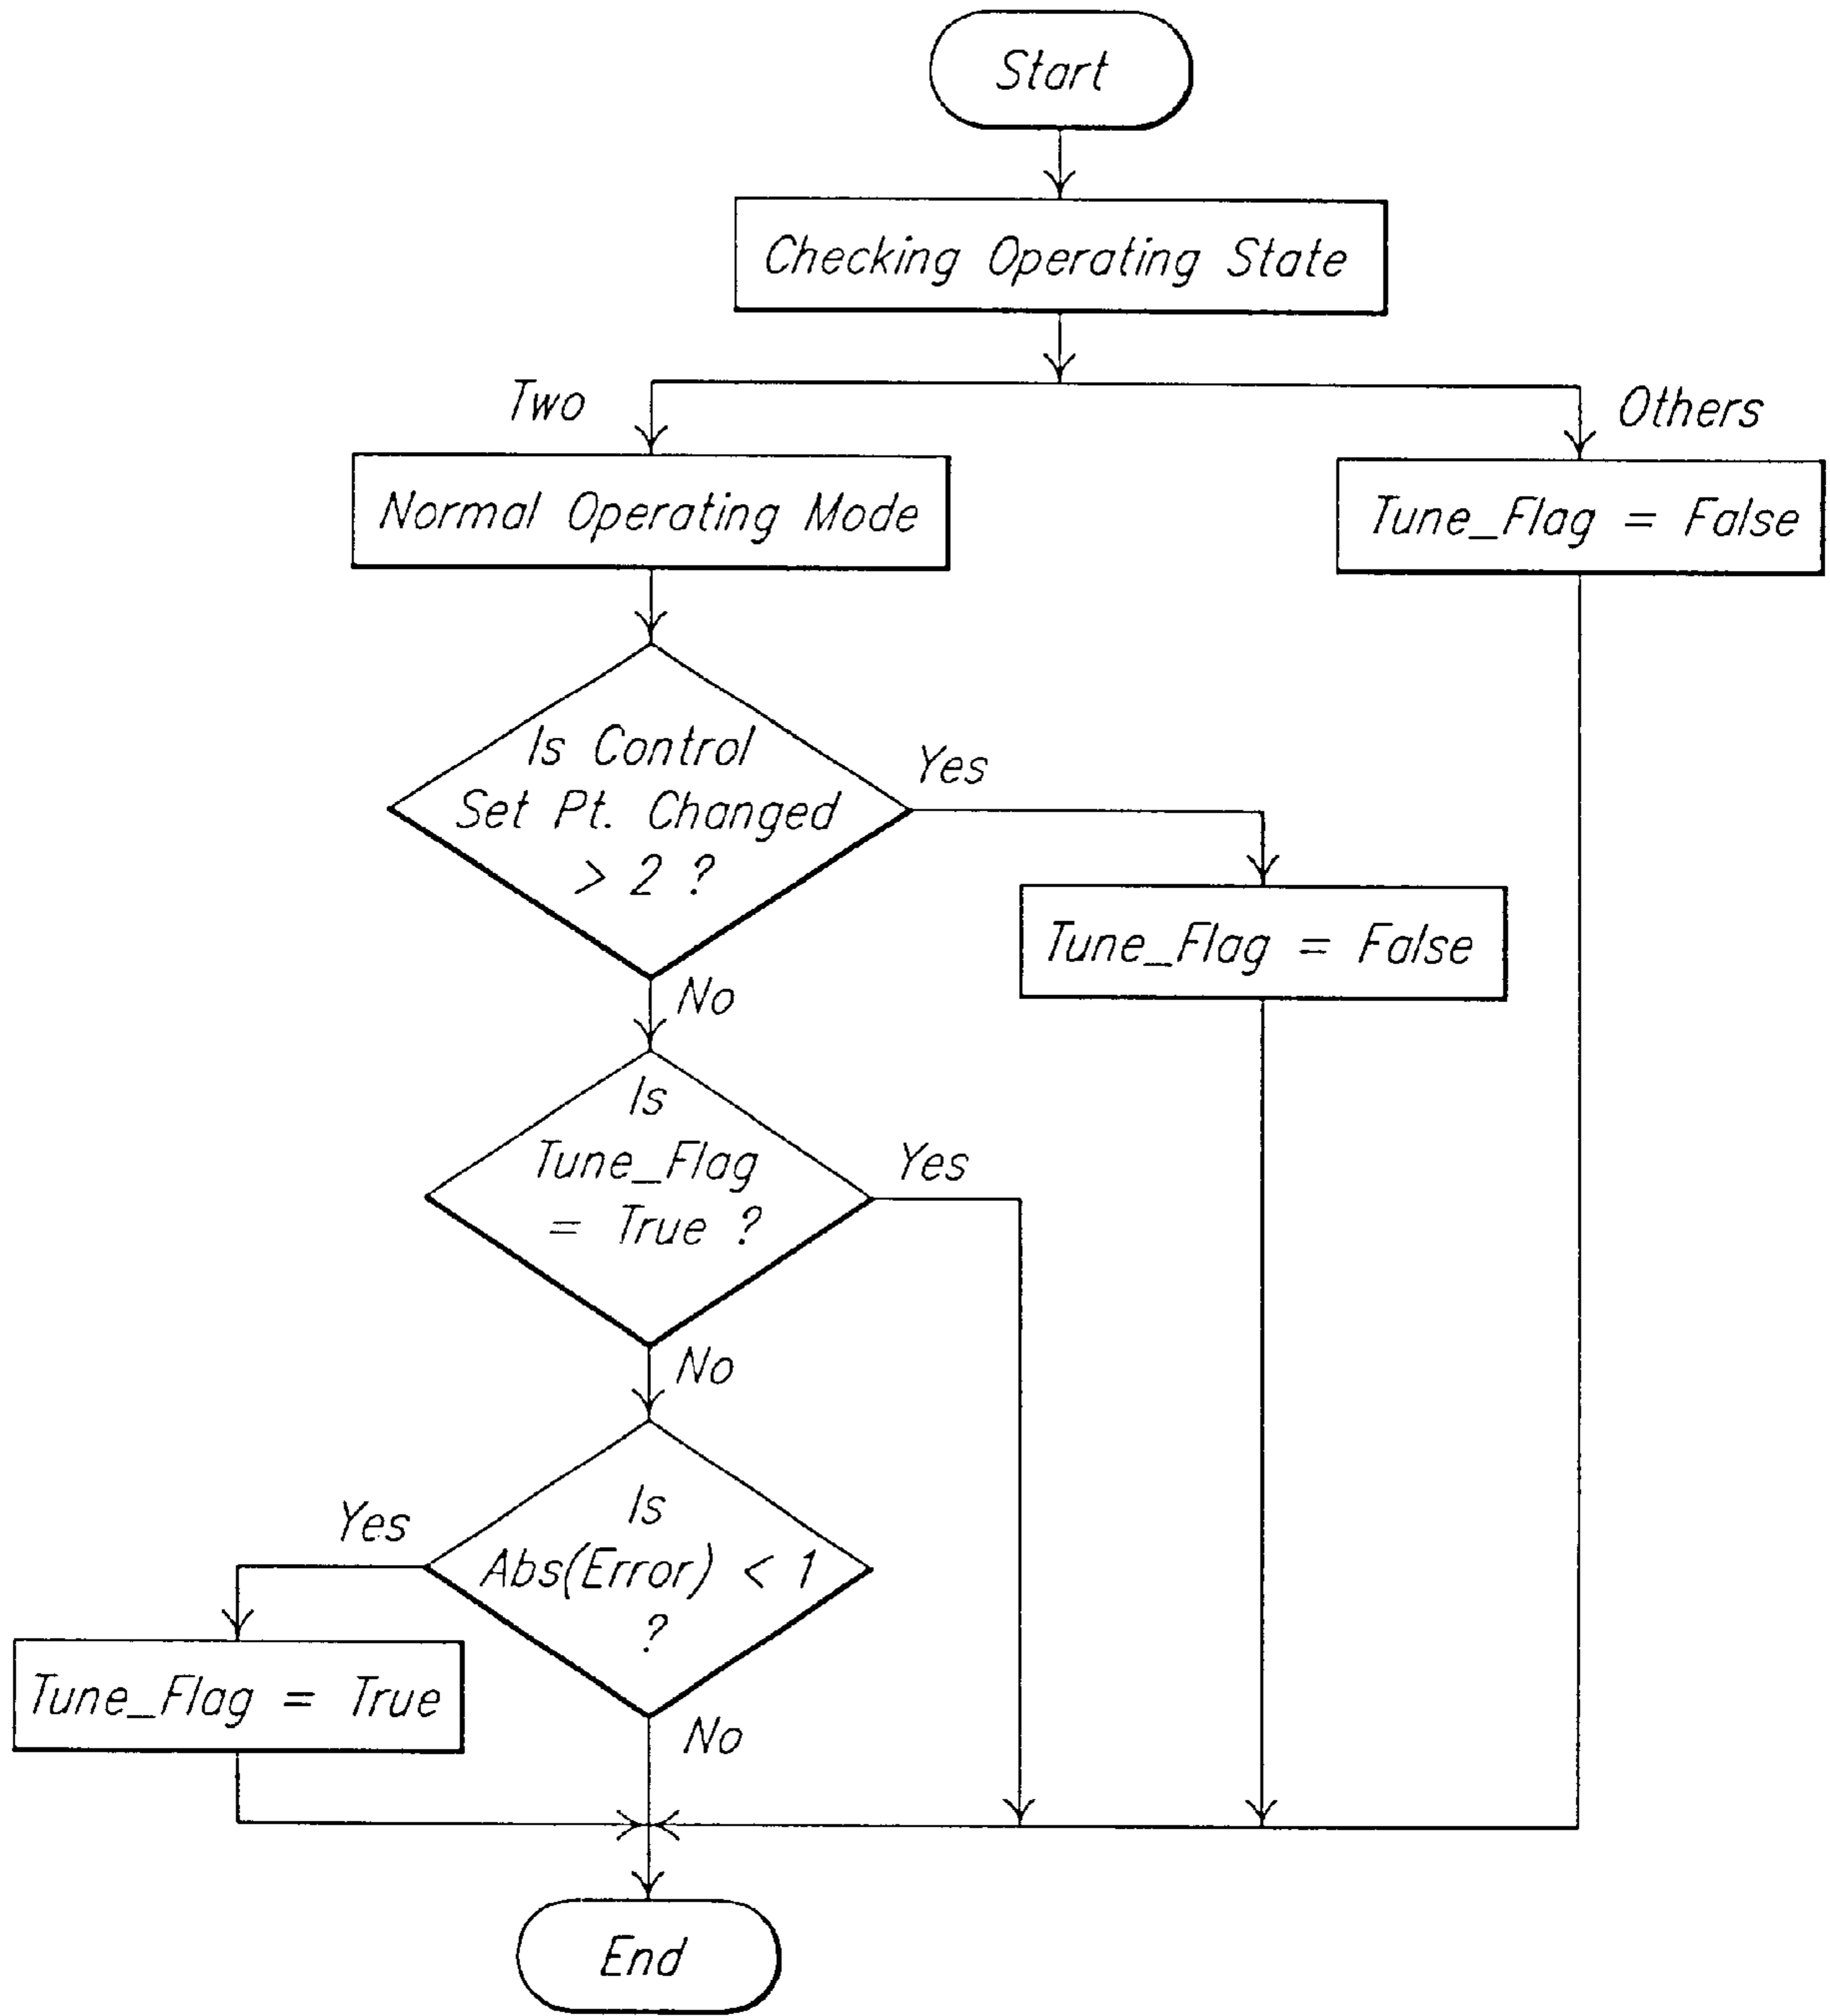 Start
Checking Operating State
Two
Others
Normal Operating Mode
Tune_Flag = False
Is Control
Set Pt. Changed
> 2 ?
Yes
Tune_Flag = False
No
Is
Tune_Flag
= True ?
Yes
No
Is
Abs(Error) < 1
?
Yes
Tune_Flag = True
No
End